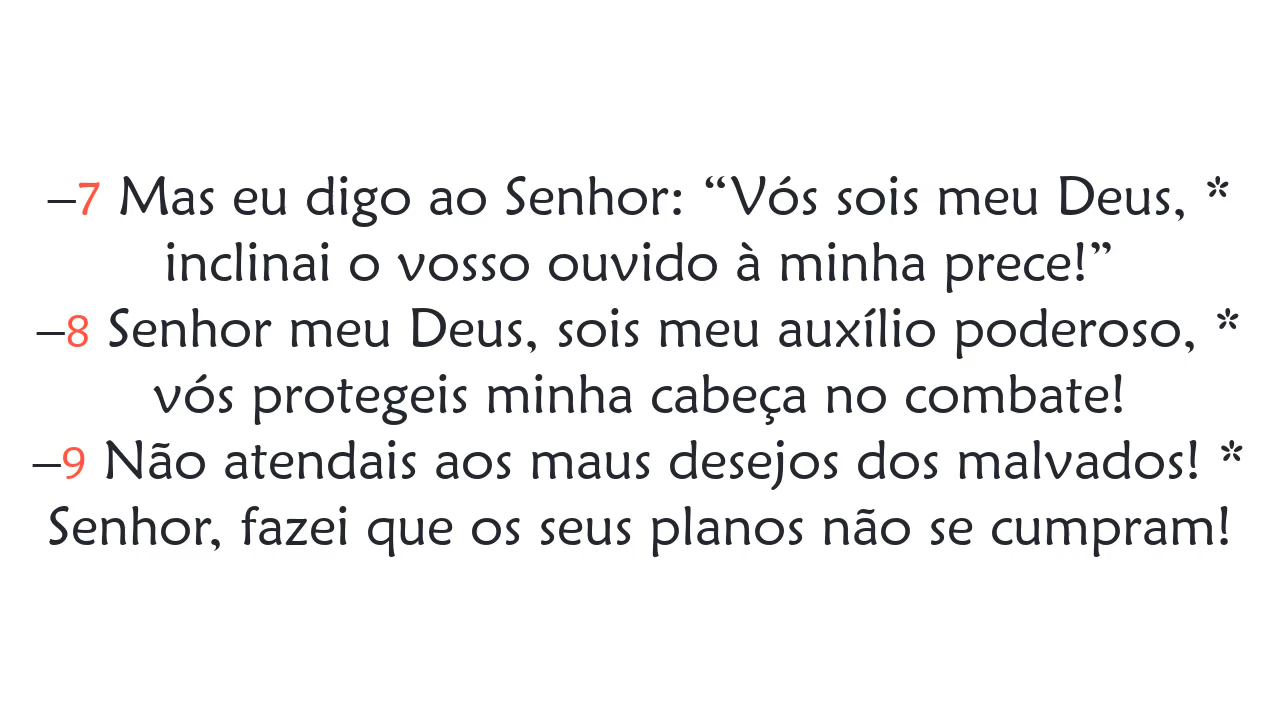 –7 Mas eu digo ao Senhor: “Vós sois meu Deus, *
inclinai o vosso ouvido à minha prece!”
–8 Senhor meu Deus, sois meu auxílio poderoso, *
vós protegeis minha cabeça no combate!
–9 Não atendais aos maus desejos dos malvados! *
Senhor, fazei que os seus planos não se cumpram!